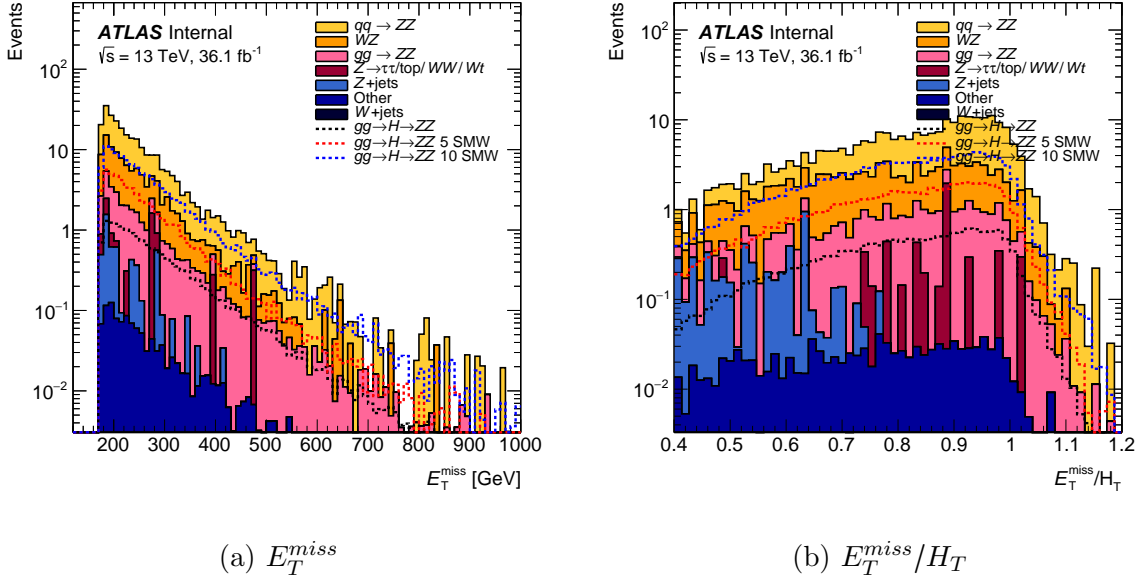 Events
ATLAS Internal
√s = 13 TeV, 36.1 fb⁻¹
qq → ZZ
WZ
gg → ZZ
Z→ττ/top/WW/Wt
Z+jets
Other
W+jets
gg→H→ZZ
gg→H→ZZ 5 SMW
gg→H→ZZ 10 SMW
10²
10
1
10⁻¹
10⁻²
200 300 400 500 600 700 800 900 1000
E_T^miss [GeV]
(a) E_T^miss
Events
ATLAS Internal
√s = 13 TeV, 36.1 fb⁻¹
qq → ZZ
WZ
gg → ZZ
Z→ττ/top/WW/Wt
Z+jets
Other
W+jets
gg→H→ZZ
gg→H→ZZ 5 SMW
gg→H→ZZ 10 SMW
10²
10
1
10⁻¹
10⁻²
0.4 0.5 0.6 0.7 0.8 0.9 1 1.1 1.2
E_T^miss/H_T
(b) E_T^miss/H_T